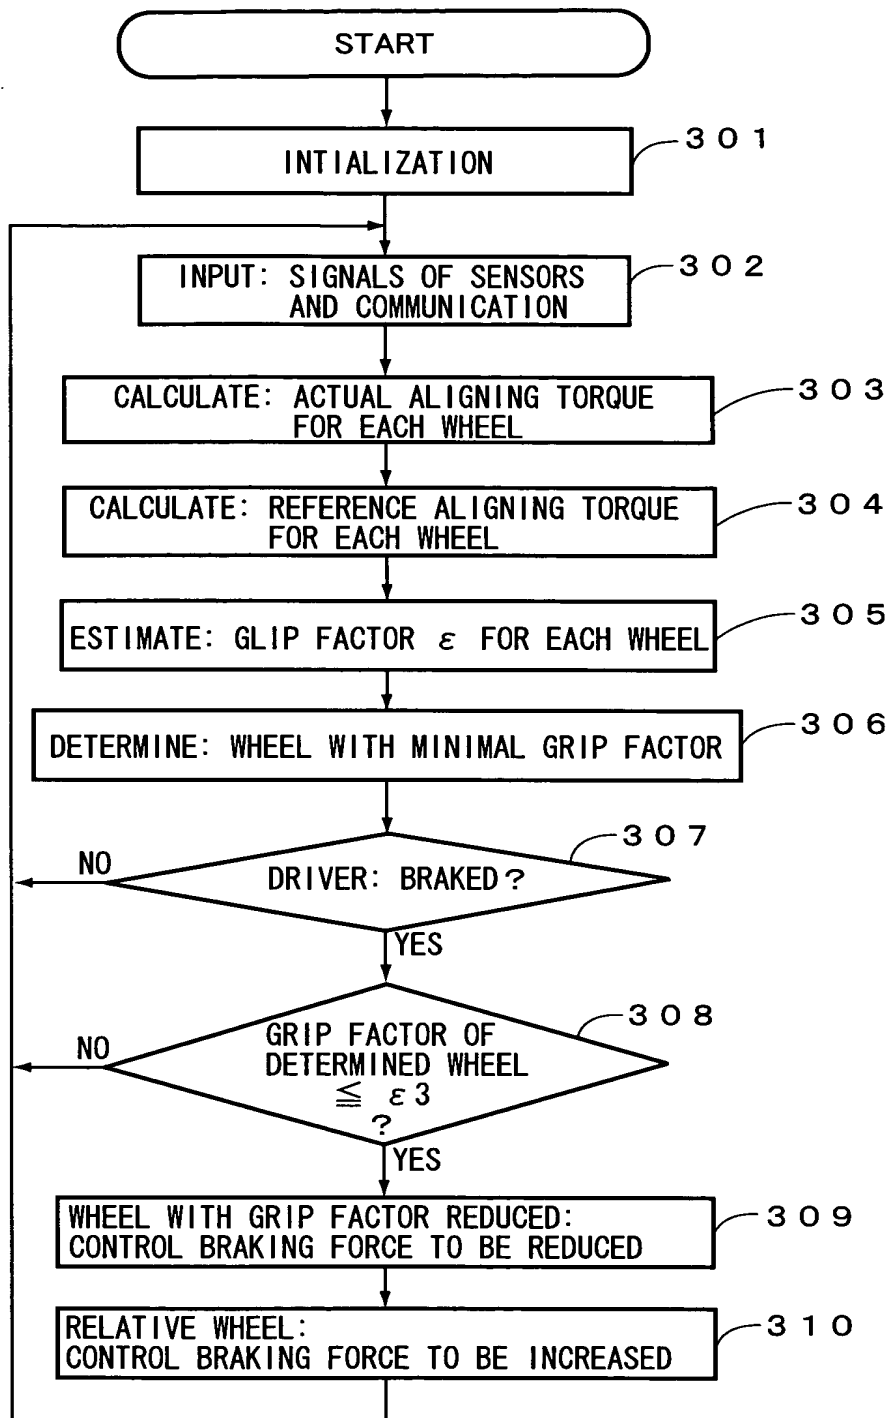 START
INTIALIZATION
301
INPUT: SIGNALS OF SENSORS
AND COMMUNICATION
302
CALCULATE: ACTUAL ALIGNING TORQUE
FOR EACH WHEEL
303
CALCULATE: REFERENCE ALIGNING TORQUE
FOR EACH WHEEL
304
ESTIMATE: GLIP FACTOR ε FOR EACH WHEEL
305
DETERMINE: WHEEL WITH MINIMAL GRIP FACTOR
306
DRIVER: BRAKED?
307
NO
YES
GRIP FACTOR OF
DETERMINED WHEEL
≦ ε3
?
308
NO
YES
WHEEL WITH GRIP FACTOR REDUCED:
CONTROL BRAKING FORCE TO BE REDUCED
309
RELATIVE WHEEL:
CONTROL BRAKING FORCE TO BE INCREASED
310